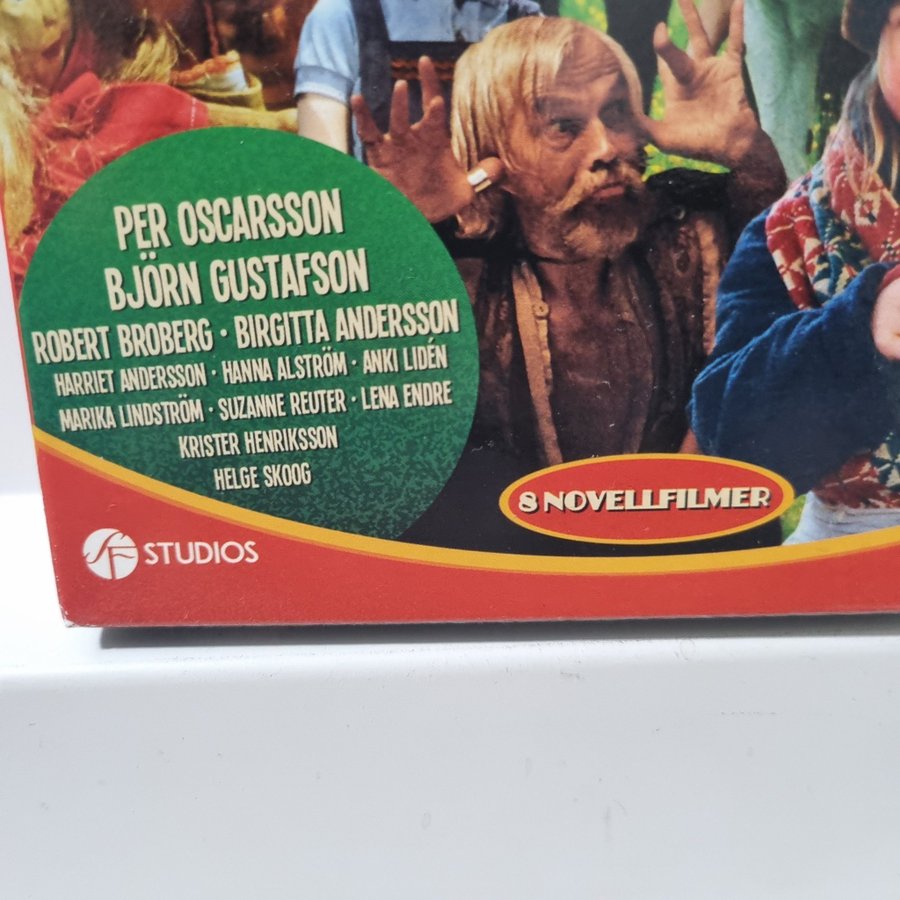 PER OSCARSSON
BJÖRN GUSTAFSON
ROBERT BROBERG · BIRGITTA ANDERSSON
HARRIET ANDERSSON · HANNA ALSTRÖM · ANKI LIDÉN
MARIKA LINDSTRÖM · SUZANNE REUTER · LENA ENDRE
KRISTER HENRIKSSON
HELGE SKOOG
8 NOVELLFILMER
SF STUDIOS